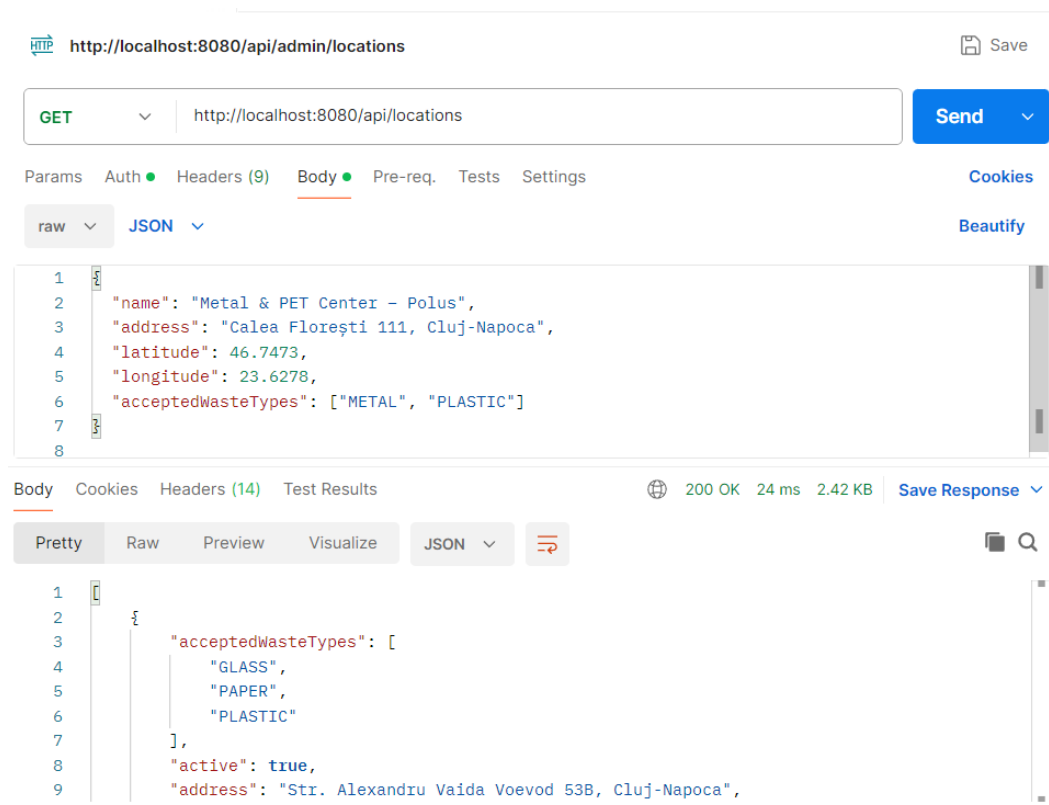 HTTP http://localhost:8080/api/admin/locations Save
GET http://localhost:8080/api/locations Send
Params Auth Headers (9) Body Pre-req. Tests Settings Cookies
raw JSON Beautify
1 {
2 "name": "Metal & PET Center – Polus",
3 "address": "Calea Florești 111, Cluj-Napoca",
4 "latitude": 46.7473,
5 "longitude": 23.6278,
6 "acceptedWasteTypes": ["METAL", "PLASTIC"]
7 }
8
Body Cookies Headers (14) Test Results 200 OK 24 ms 2.42 KB Save Response
Pretty Raw Preview Visualize JSON
1 [
2 {
3 "acceptedWasteTypes": [
4 "GLASS",
5 "PAPER",
6 "PLASTIC"
7 ],
8 "active": true,
9 "address": "Str. Alexandru Vaida Voevod 53B, Cluj-Napoca",